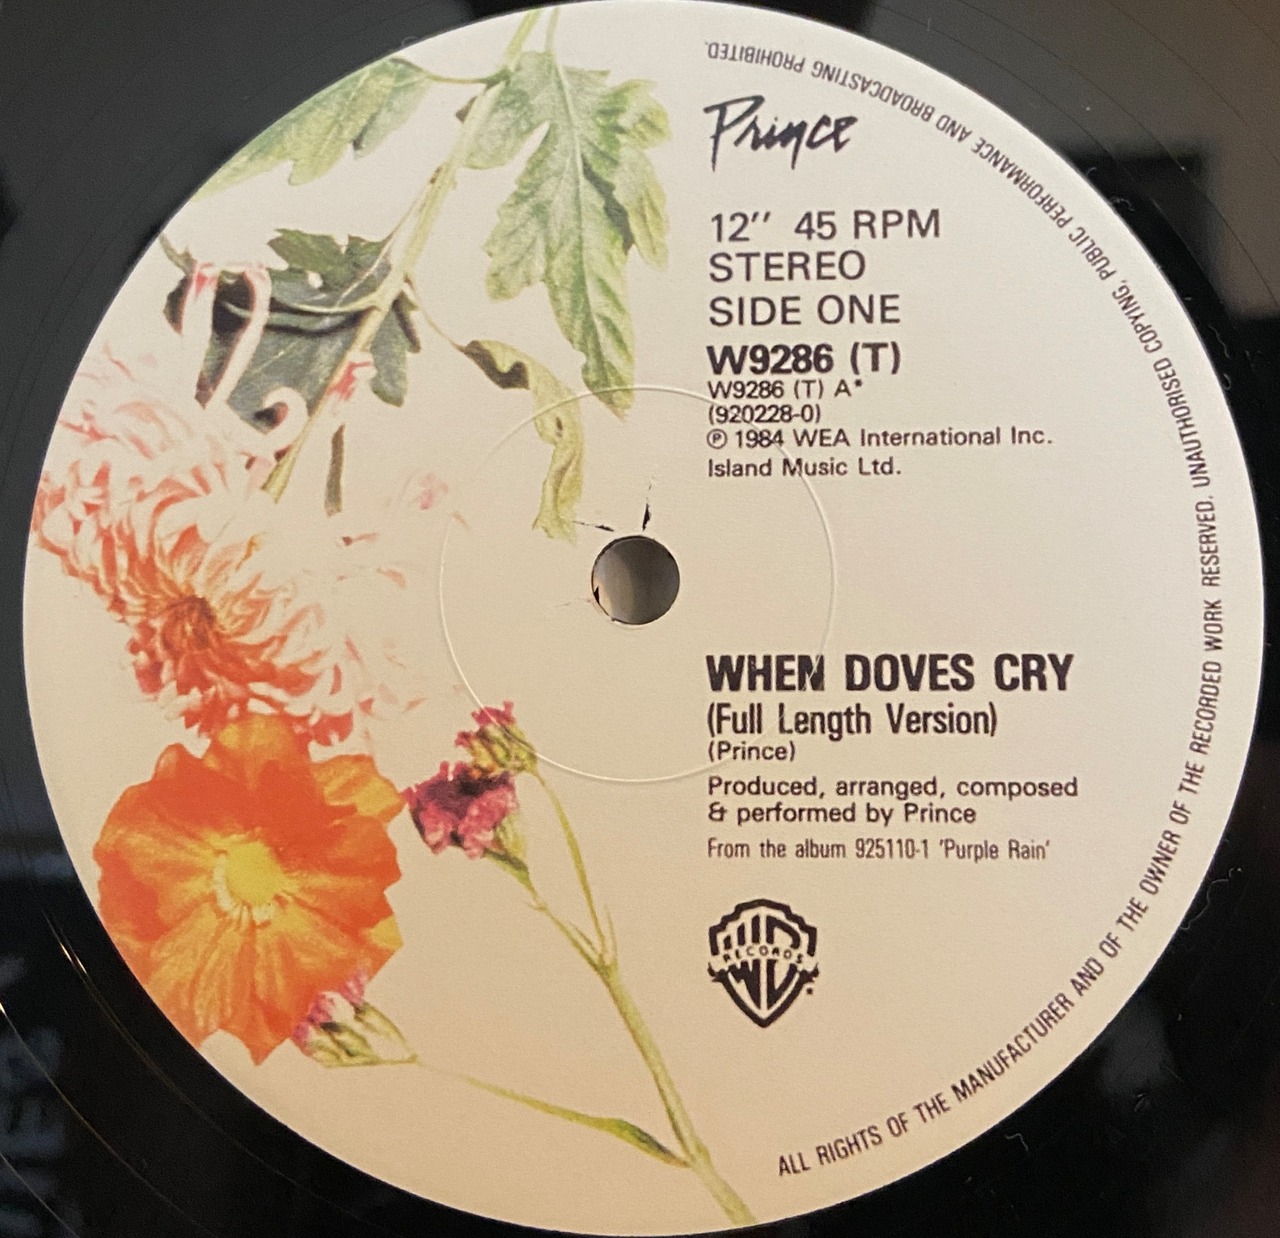 Prince
12″ 45 RPM
STEREO
SIDE ONE
W9286 (T)
W9286 (T) A*
(920228-0)
℗ 1984 WEA International Inc.
Island Music Ltd.
WHEN DOVES CRY
(Full Length Version)
(Prince)
Produced, arranged, composed
& performed by Prince
From the album 925110-1 'Purple Rain'
WB
RECORDS
ALL RIGHTS OF THE MANUFACTURER AND OF THE OWNER OF THE RECORDED WORK RESERVED. UNAUTHORISED COPYING, PUBLIC PERFORMANCE AND BROADCASTING PROHIBITED.